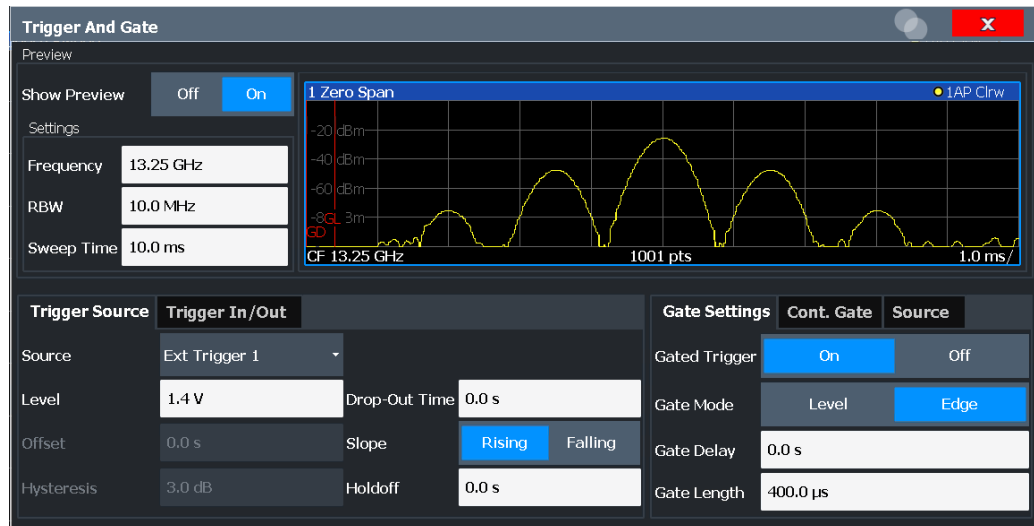 Trigger And Gate X
Preview
Show Preview Off On
Settings
Frequency 13.25 GHz
RBW 10.0 MHz
Sweep Time 10.0 ms
1 Zero Span 1AP Clrw
-20 dBm
-40 dBm
-60 dBm
GL
GD
CF 13.25 GHz 1001 pts 1.0 ms/
Trigger Source Trigger In/Out
Source Ext Trigger 1
Level 1.4 V Drop-Out Time 0.0 s
Offset 0.0 s Slope Rising Falling
Hysteresis 3.0 dB Holdoff 0.0 s
Gate Settings Cont. Gate Source
Gated Trigger On Off
Gate Mode Level Edge
Gate Delay 0.0 s
Gate Length 400.0 µs